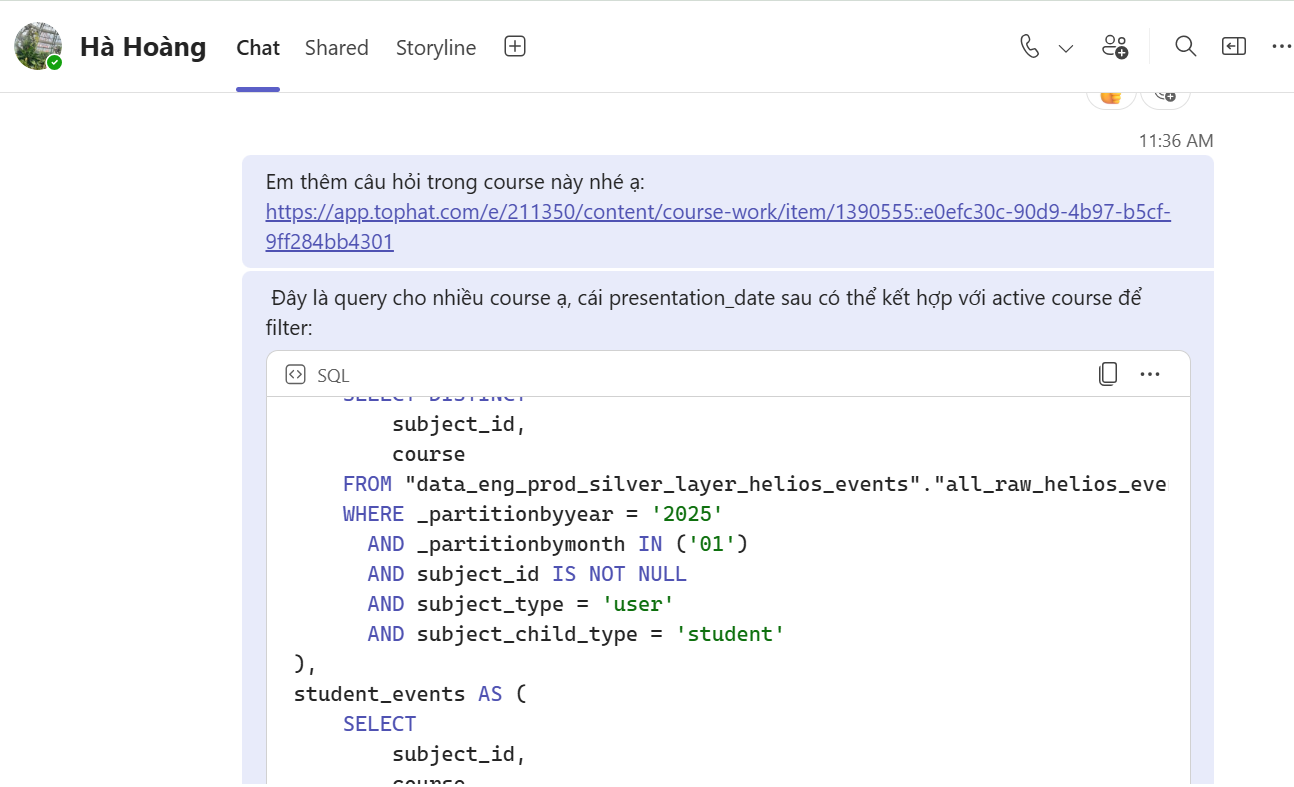 Hà Hoàng Chat Shared Storyline
11:36 AM
Em thêm câu hỏi trong course này nhé ạ:
https://app.tophat.com/e/211350/content/course-work/item/1390555::e0efc30c-90d9-4b97-b5cf-
9ff284bb4301
Đây là query cho nhiều course ạ, cái presentation_date sau có thể kết hợp với active course để
filter:
SQL
SELECT DISTINCT
subject_id,
course
FROM "data_eng_prod_silver_layer_helios_events"."all_raw_helios_eve
WHERE _partitionbyyear = '2025'
AND _partitionbymonth IN ('01')
AND subject_id IS NOT NULL
AND subject_type = 'user'
AND subject_child_type = 'student'
),
student_events AS (
SELECT
subject_id,
course